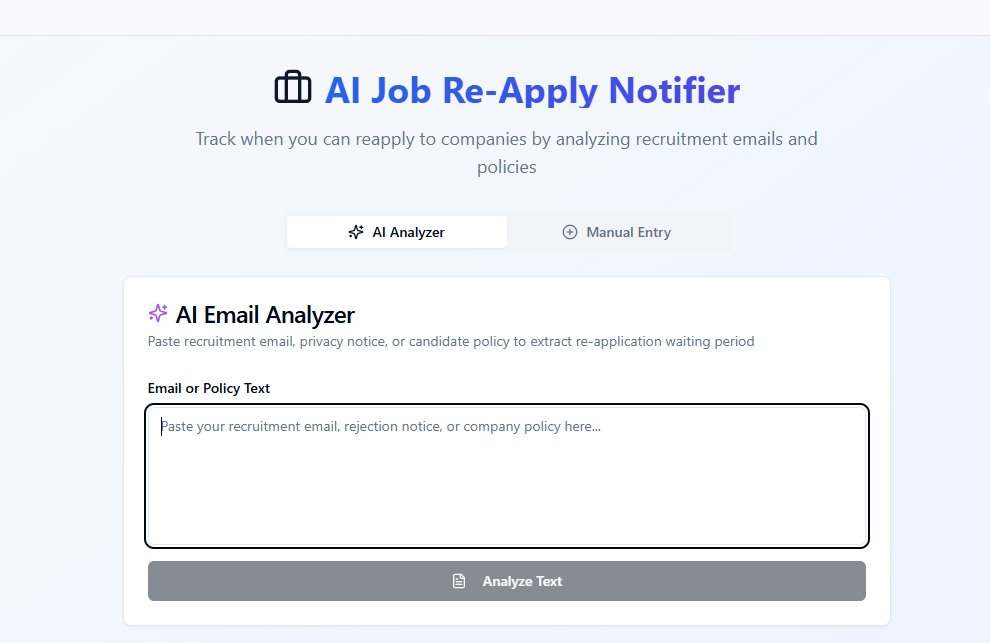 AI Job Re-Apply Notifier
Track when you can reapply to companies by analyzing recruitment emails and
policies
AI Analyzer
Manual Entry
AI Email Analyzer
Paste recruitment email, privacy notice, or candidate policy to extract re-application waiting period
Email or Policy Text
Paste your recruitment email, rejection notice, or company policy here...
Analyze Text